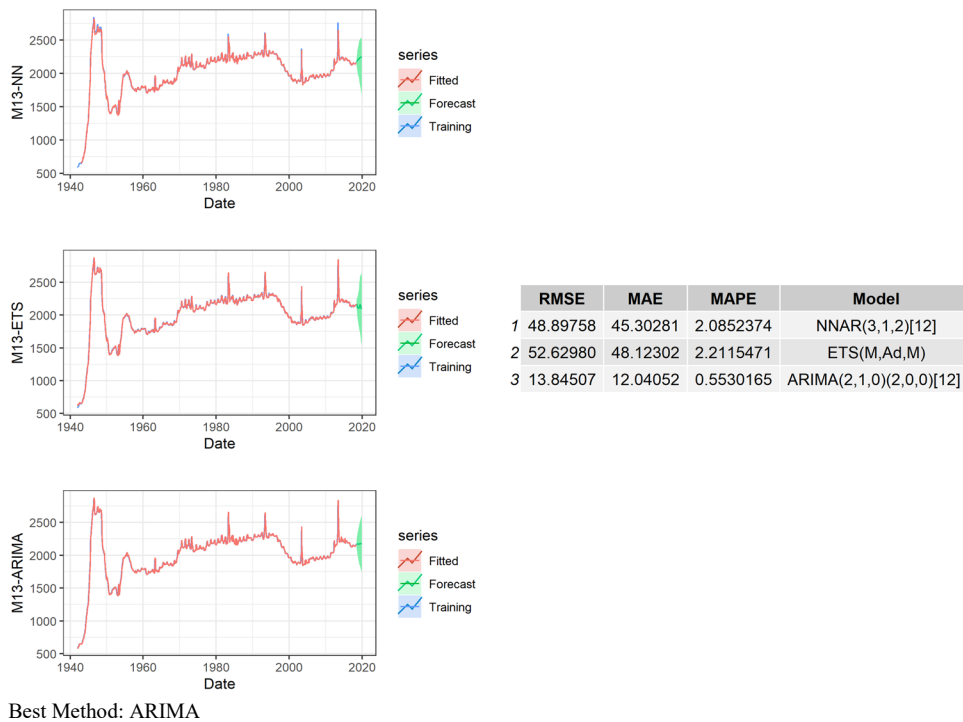 M13-NN
2500
2000
1500
1000
500
1940 1960 1980 2000 2020
Date
series
Fitted
Forecast
Training
M13-ETS
2500
2000
1500
1000
500
1940 1960 1980 2000 2020
Date
series
Fitted
Forecast
Training
RMSE MAE MAPE Model
1 48.89758 45.30281 2.0852374 NNAR(3,1,2)[12]
2 52.62980 48.12302 2.2115471 ETS(M,Ad,M)
3 13.84507 12.04052 0.5530165 ARIMA(2,1,0)(2,0,0)[12]
M13-ARIMA
2500
2000
1500
1000
500
1940 1960 1980 2000 2020
Date
series
Fitted
Forecast
Training
Best Method: ARIMA